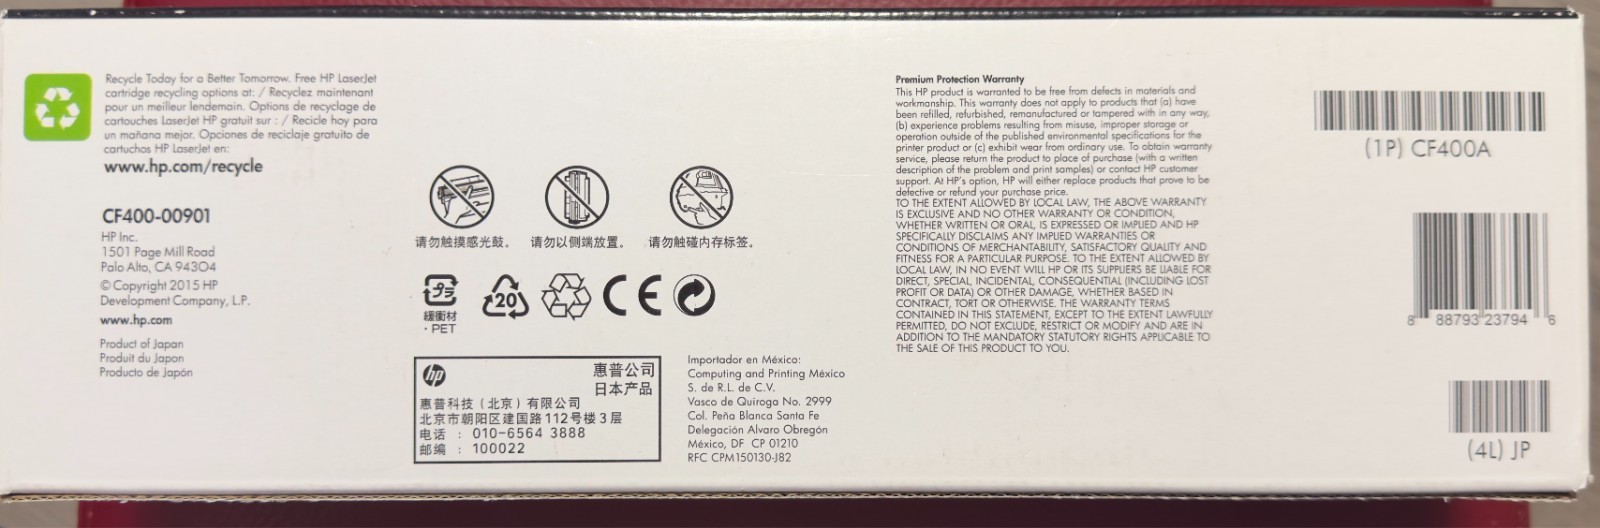 Recycle Today for a Better Tomorrow. Free HP LaserJet
cartridge recycling options at: / Recyclez maintenant
pour un meilleur lendemain. Options de recyclage de
cartouches LaserJet HP gratuit sur : / Recicle hoy para
un mañana mejor. Opciones de reciclaje gratuito de
cartuchos HP LaserJet en:
www.hp.com/recycle
CF400-00901
HP Inc.
1501 Page Mill Road
Palo Alto, CA 94304
© Copyright 2015 HP
Development Company, L.P.
www.hp.com
Product of Japan
Produit du Japon
Producto de Japón
请勿触摸感光鼓。
请勿以侧端放置。
请勿触碰内存标签。
プラ
緩衝材
・PET
20
CE
hp
惠普公司
日本产品
惠普科技（北京）有限公司
北京市朝阳区建国路112号楼3层
电话 : 010-6564 3888
邮编 : 100022
Importador en México:
Computing and Printing México
S. de R.L. de C.V.
Vasco de Quiroga No. 2999
Col. Peña Blanca Santa Fe
Delegación Alvaro Obregón
México, DF CP 01210
RFC CPM150130-J82
Premium Protection Warranty
This HP product is warranted to be free from defects in materials and
workmanship. This warranty does not apply to products that (a) have
been refilled, refurbished, remanufactured or tampered with in any way,
(b) experience problems resulting from misuse, improper storage or
operation outside of the published environmental specifications for the
printer product or (c) exhibit wear from ordinary use. To obtain warranty
service, please return the product to place of purchase (with a written
description of the problem and print samples) or contact HP customer
support. At HP's option, HP will either replace products that prove to be
defective or refund your purchase price.
TO THE EXTENT ALLOWED BY LOCAL LAW, THE ABOVE WARRANTY
IS EXCLUSIVE AND NO OTHER WARRANTY OR CONDITION,
WHETHER WRITTEN OR ORAL, IS EXPRESSED OR IMPLIED AND HP
SPECIFICALLY DISCLAIMS ANY IMPLIED WARRANTIES OR
CONDITIONS OF MERCHANTABILITY, SATISFACTORY QUALITY AND
FITNESS FOR A PARTICULAR PURPOSE. TO THE EXTENT ALLOWED BY
LOCAL LAW, IN NO EVENT WILL HP OR ITS SUPPLIERS BE LIABLE FOR
DIRECT, SPECIAL, INCIDENTAL, CONSEQUENTIAL (INCLUDING LOST
PROFIT OR DATA) OR OTHER DAMAGE, WHETHER BASED IN
CONTRACT, TORT OR OTHERWISE. THE WARRANTY TERMS
CONTAINED IN THIS STATEMENT, EXCEPT TO THE EXTENT LAWFULLY
PERMITTED, DO NOT EXCLUDE, RESTRICT OR MODIFY AND ARE IN
ADDITION TO THE MANDATORY STATUTORY RIGHTS APPLICABLE TO
THE SALE OF THIS PRODUCT TO YOU.
(1P) CF400A
8 88793 23794 6
(4L) JP